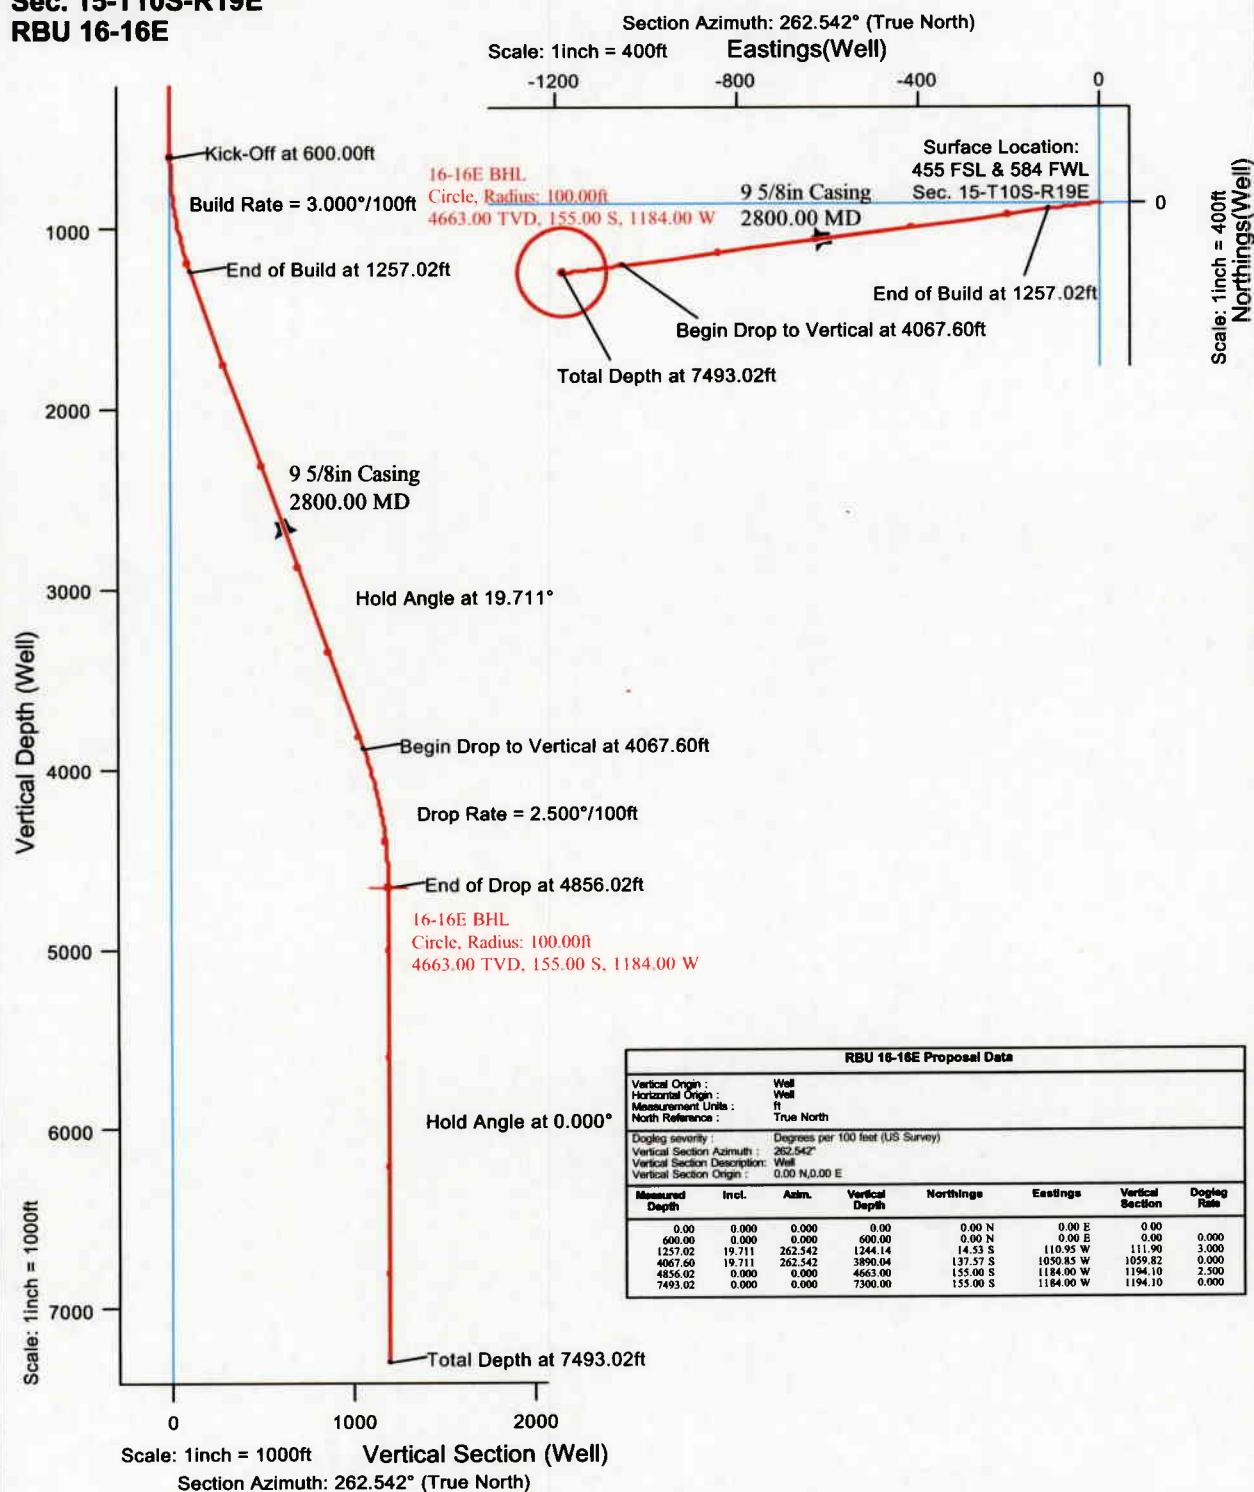 Sec. 15-T10S-R19E
RBU 16-16E
Section Azimuth: 262.542° (True North)
Scale: 1inch = 400ft
Eastings(Well)
-1200
-800
-400
0
Surface Location:
455 FSL & 584 FWL
Sec. 15-T10S-R19E
0
Scale: 1inch = 400ft
Northings(Well)
16-16E BHL
Circle, Radius: 100.00ft
4663.00 TVD, 155.00 S, 1184.00 W
9 5/8in Casing
2800.00 MD
End of Build at 1257.02ft
Begin Drop to Vertical at 4067.60ft
Total Depth at 7493.02ft
Kick-Off at 600.00ft
Build Rate = 3.000°/100ft
End of Build at 1257.02ft
9 5/8in Casing
2800.00 MD
Hold Angle at 19.711°
Begin Drop to Vertical at 4067.60ft
Drop Rate = 2.500°/100ft
End of Drop at 4856.02ft
16-16E BHL
Circle, Radius: 100.00ft
4663.00 TVD, 155.00 S, 1184.00 W
Hold Angle at 0.000°
Total Depth at 7493.02ft
1000
2000
3000
4000
5000
6000
7000
Vertical Depth (Well)
Scale: 1inch = 1000ft
0
1000
2000
Scale: 1inch = 1000ft
Vertical Section (Well)
Section Azimuth: 262.542° (True North)
RBU 16-16E Proposal Data
Vertical Origin : Well
Horizontal Origin : Well
Measurement Units : ft
North Reference : True North
Dogleg severity : Degrees per 100 feet (US Survey)
Vertical Section Azimuth : 262.542°
Vertical Section Description: Well
Vertical Section Origin : 0.00 N,0.00 E
Measured Depth Incl. Azim. Vertical Depth Northings Eastings Vertical Section Dogleg Rate
0.00 0.000 0.000 0.00 0.00 N 0.00 E 0.00
600.00 0.000 0.000 600.00 0.00 N 0.00 E 0.00 0.000
1257.02 19.711 262.542 1244.14 14.53 S 110.95 W 111.90 3.000
4067.60 19.711 262.542 3890.04 137.57 S 1050.85 W 1059.82 0.000
4856.02 0.000 0.000 4663.00 155.00 S 1184.00 W 1194.10 2.500
7493.02 0.000 0.000 7300.00 155.00 S 1184.00 W 1194.10 0.000